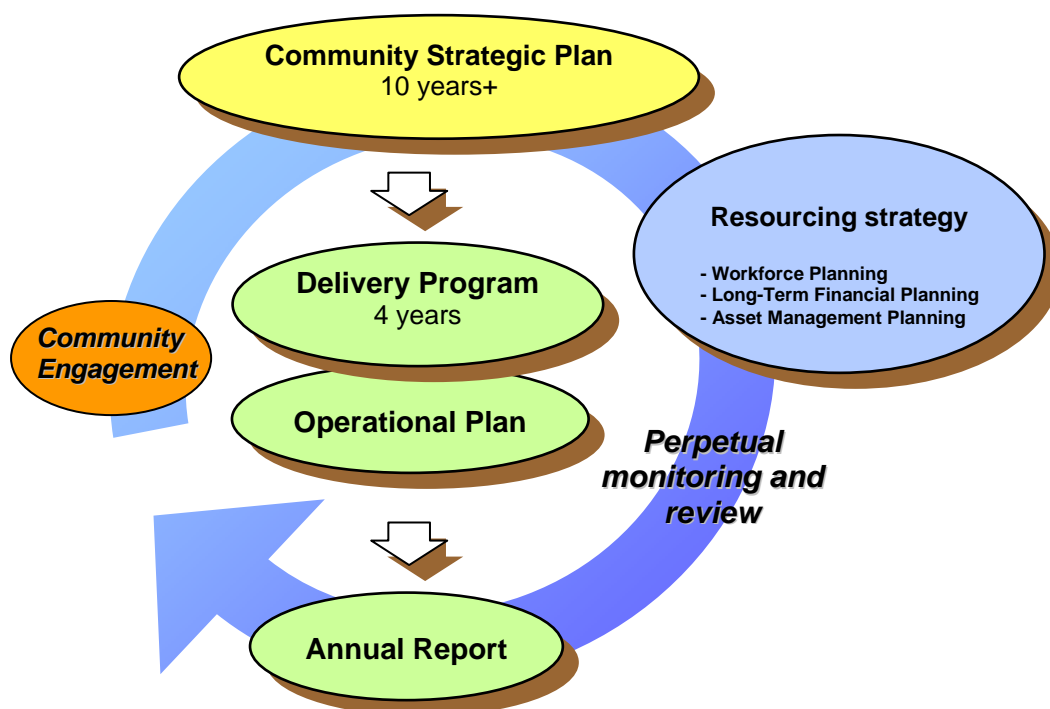 Community Strategic Plan
10 years+
Resourcing strategy
- Workforce Planning
- Long-Term Financial Planning
- Asset Management Planning
Delivery Program
4 years
Community
Engagement
Operational Plan
Perpetual
monitoring and
review
Annual Report